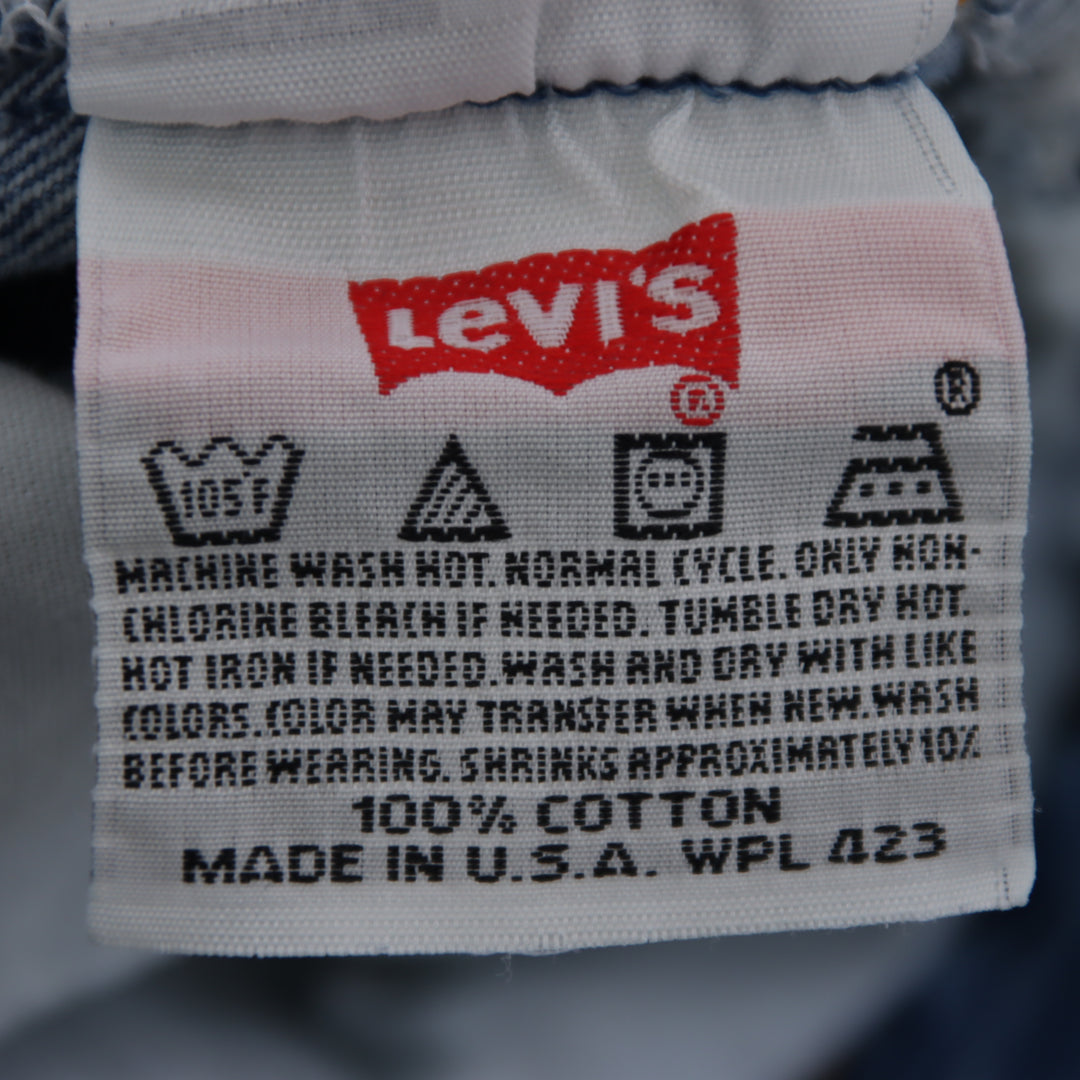 LEVI'S
®
®
105°F
MACHINE WASH HOT. NORMAL CYCLE. ONLY NON-
CHLORINE BLEACH IF NEEDED. TUMBLE DRY HOT.
HOT IRON IF NEEDED. WASH AND DRY WITH LIKE
COLORS. COLOR MAY TRANSFER WHEN NEW. WASH
BEFORE WEARING. SHRINKS APPROXIMATELY 10%
100% COTTON
MADE IN U.S.A. WPL 423